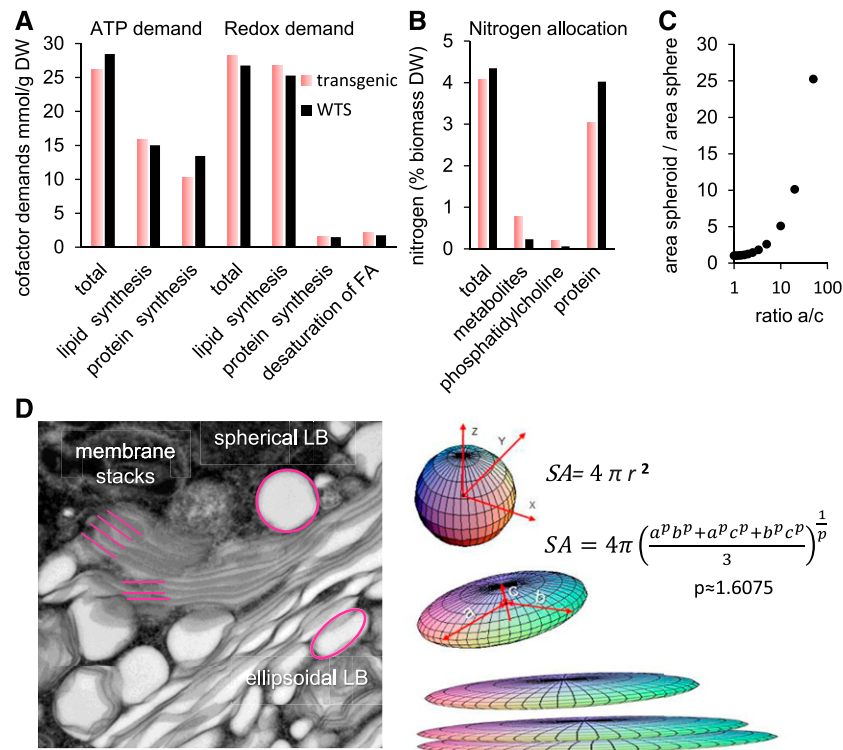 A
ATP demand Redox demand
cofactor demands mmol/g DW
30
25
20
15
10
5
0
transgenic
WTS
total
lipid synthesis
protein synthesis
total
lipid synthesis
protein synthesis
desaturation of FA
B
Nitrogen allocation
nitrogen (% biomass DW)
5
4
3
2
1
0
total
metabolites
phosphatidylcholine
protein
C
area spheroid / area sphere
30
25
20
15
10
5
0
1 10 100
ratio a/c
D
membrane
stacks
spherical LB
ellipsoidal LB
Z
Y
X
SA= 4 π r ²
SA = 4π (aᵖbᵖ+aᵖcᵖ+bᵖcᵖ / 3)^1/p
p≈1.6075
a
c
b